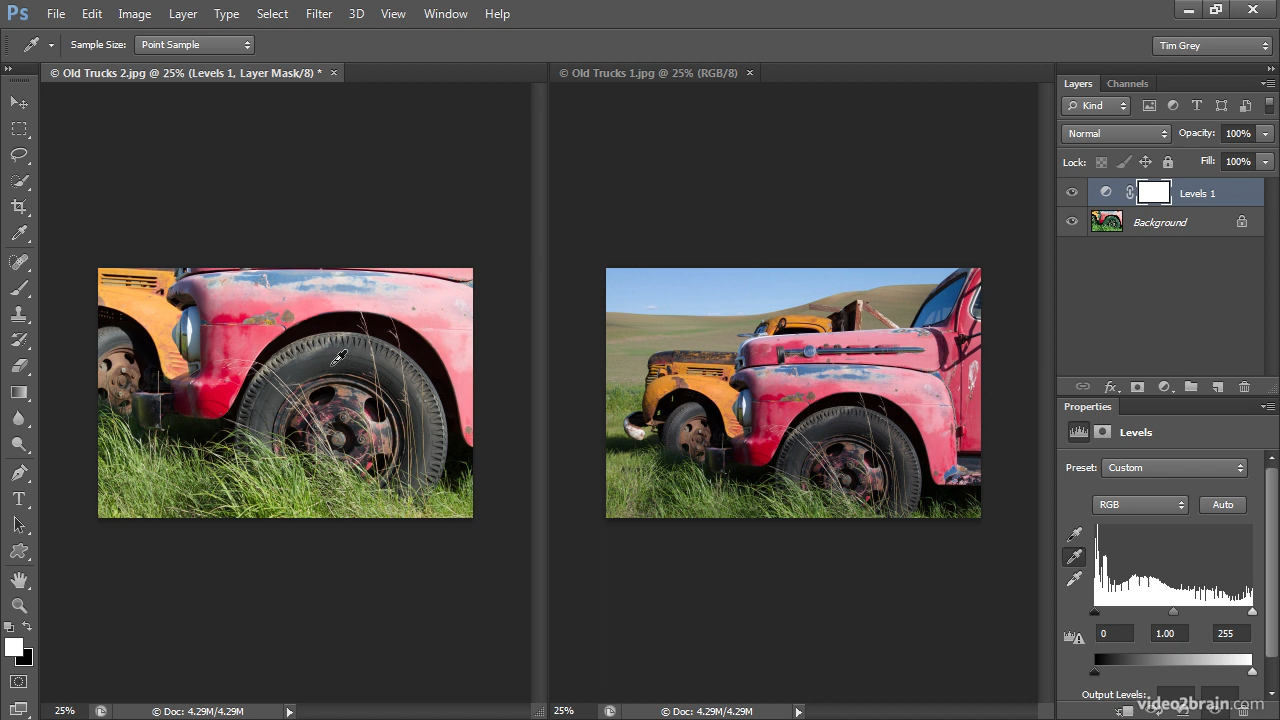 Ps File Edit Image Layer Type Select Filter 3D View Window Help
Sample Size: Point Sample Tim Grey
© Old Trucks 2.jpg @ 25% (Levels 1, Layer Mask/8) * × © Old Trucks 1.jpg @ 25% (RGB/8) ×
Layers Channels
Kind T
Normal Opacity: 100%
Lock: Fill: 100%
Levels 1
Background
fx
Properties
Levels
Preset: Custom
RGB Auto
0 1.00 255
Output Levels:
25% © Doc: 4.29M/4.29M 25% © Doc: 4.29M/4.29M
video2brain.com